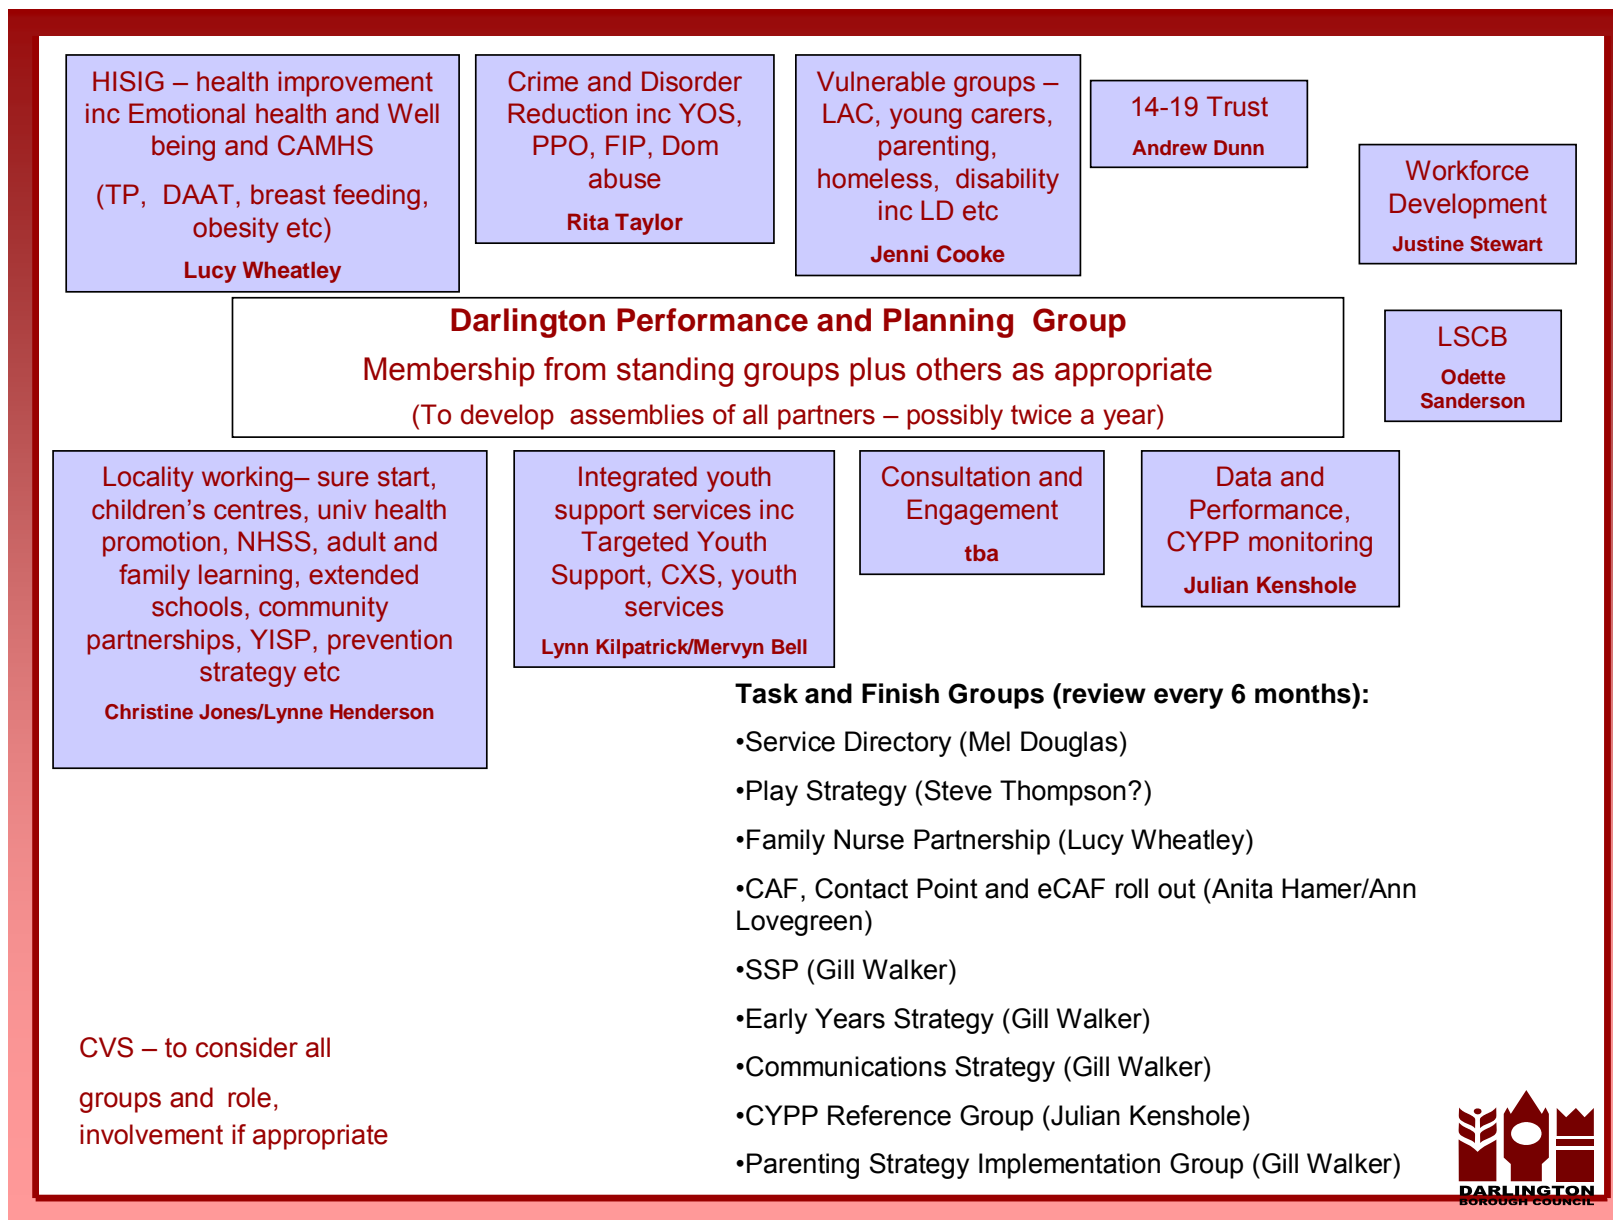 HISIG – health improvement
inc Emotional health and Well
being and CAMHS
(TP, DAAT, breast feeding,
obesity etc)
Lucy Wheatley
Crime and Disorder
Reduction inc YOS,
PPO, FIP, Dom
abuse
Rita Taylor
Vulnerable groups –
LAC, young carers,
parenting,
homeless, disability
inc LD etc
Jenni Cooke
14-19 Trust
Andrew Dunn
Workforce
Development
Justine Stewart
Darlington Performance and Planning Group
Membership from standing groups plus others as appropriate
(To develop assemblies of all partners – possibly twice a year)
LSCB
Odette
Sanderson
Locality working– sure start,
children’s centres, univ health
promotion, NHSS, adult and
family learning, extended
schools, community
partnerships, YISP, prevention
strategy etc
Christine Jones/Lynne Henderson
Integrated youth
support services inc
Targeted Youth
Support, CXS, youth
services
Lynn Kilpatrick/Mervyn Bell
Consultation and
Engagement
tba
Data and
Performance,
CYPP monitoring
Julian Kenshole
Task and Finish Groups (review every 6 months):
•Service Directory (Mel Douglas)
•Play Strategy (Steve Thompson?)
•Family Nurse Partnership (Lucy Wheatley)
•CAF, Contact Point and eCAF roll out (Anita Hamer/Ann
Lovegreen)
•SSP (Gill Walker)
•Early Years Strategy (Gill Walker)
•Communications Strategy (Gill Walker)
•CYPP Reference Group (Julian Kenshole)
•Parenting Strategy Implementation Group (Gill Walker)
CVS – to consider all
groups and role,
involvement if appropriate
DARLINGTON
BOROUGH COUNCIL